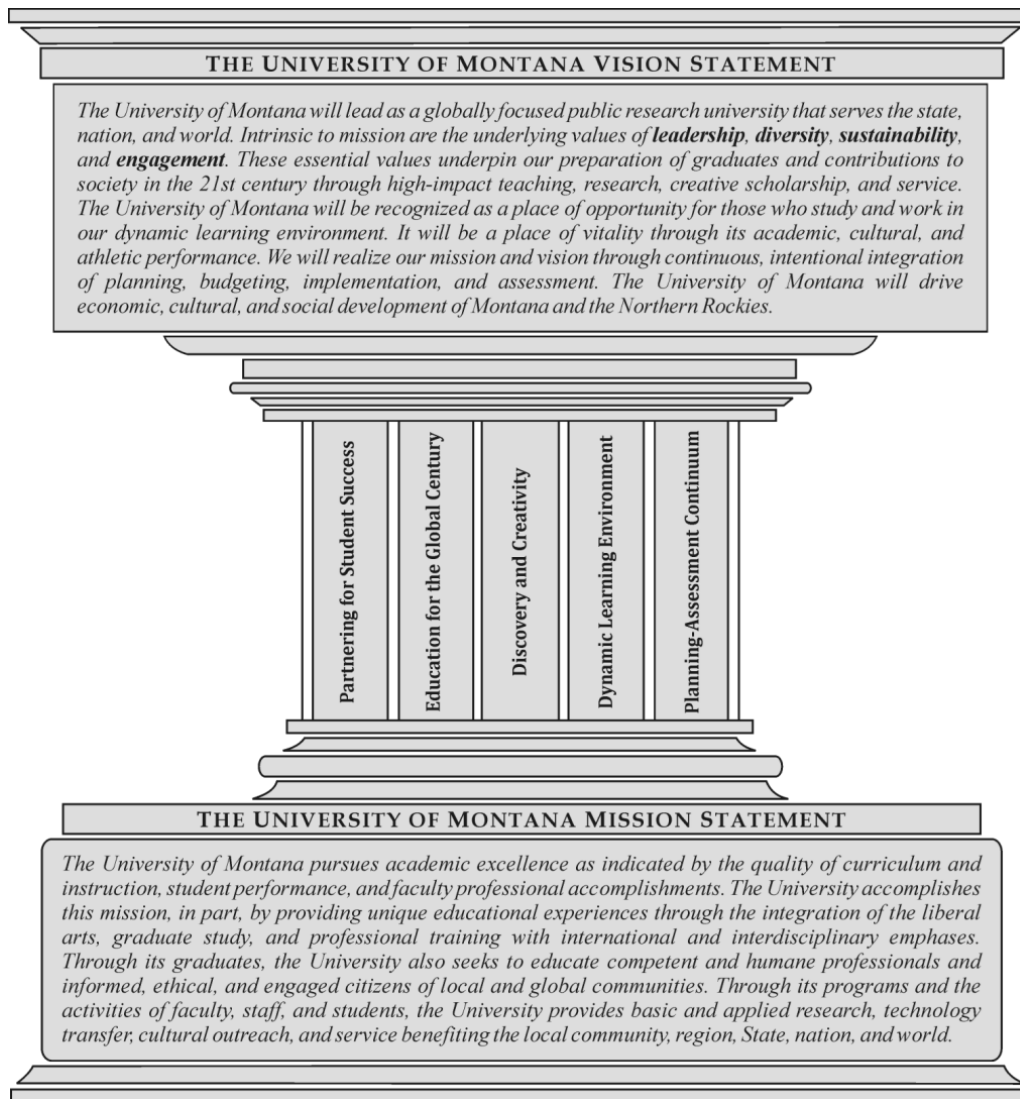 THE UNIVERSITY OF MONTANA VISION STATEMENT
The University of Montana will lead as a globally focused public research university that serves the state,
nation, and world. Intrinsic to mission are the underlying values of leadership, diversity, sustainability,
and engagement. These essential values underpin our preparation of graduates and contributions to
society in the 21st century through high-impact teaching, research, creative scholarship, and service.
The University of Montana will be recognized as a place of opportunity for those who study and work in
our dynamic learning environment. It will be a place of vitality through its academic, cultural, and
athletic performance. We will realize our mission and vision through continuous, intentional integration
of planning, budgeting, implementation, and assessment. The University of Montana will drive
economic, cultural, and social development of Montana and the Northern Rockies.
Partnering for Student Success
Education for the Global Century
Discovery and Creativity
Dynamic Learning Environment
Planning-Assessment Continuum
THE UNIVERSITY OF MONTANA MISSION STATEMENT
The University of Montana pursues academic excellence as indicated by the quality of curriculum and
instruction, student performance, and faculty professional accomplishments. The University accomplishes
this mission, in part, by providing unique educational experiences through the integration of the liberal
arts, graduate study, and professional training with international and interdisciplinary emphases.
Through its graduates, the University also seeks to educate competent and humane professionals and
informed, ethical, and engaged citizens of local and global communities. Through its programs and the
activities of faculty, staff, and students, the University provides basic and applied research, technology
transfer, cultural outreach, and service benefiting the local community, region, State, nation, and world.